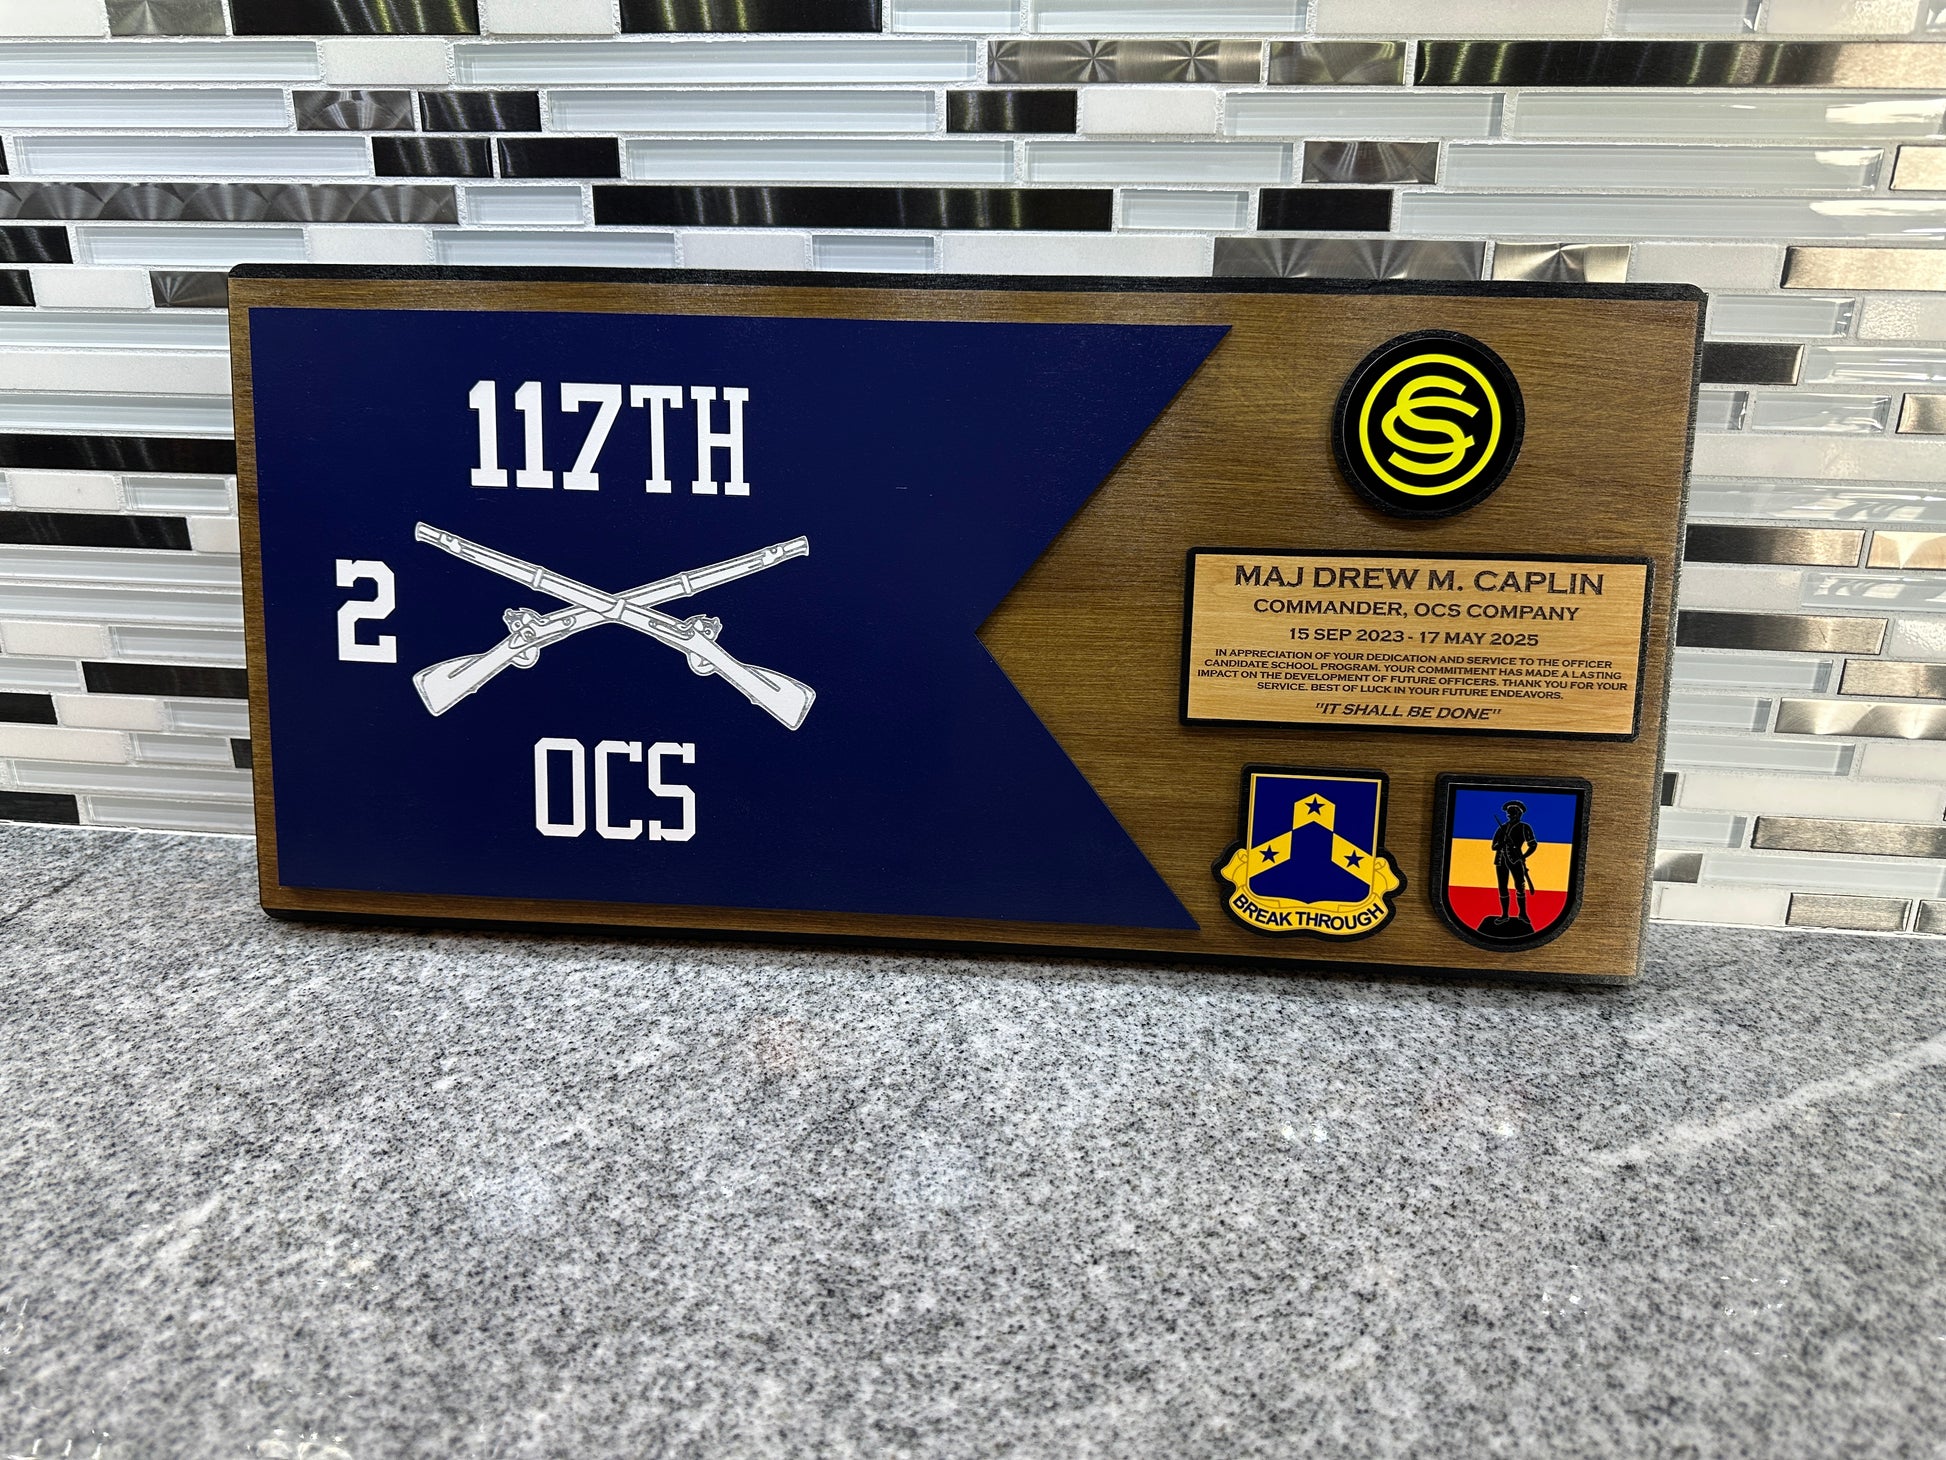 117TH
2
OCS
OCS
MAJ DREW M. CAPLIN
COMMANDER, OCS COMPANY
15 SEP 2023 - 17 MAY 2025
IN APPRECIATION OF YOUR DEDICATION AND SERVICE TO THE OFFICER
CANDIDATE SCHOOL PROGRAM. YOUR COMMITMENT HAS MADE A LASTING
IMPACT ON THE DEVELOPMENT OF FUTURE OFFICERS. THANK YOU FOR YOUR
SERVICE. BEST OF LUCK IN YOUR FUTURE ENDEAVORS.
"IT SHALL BE DONE"
BREAK THROUGH